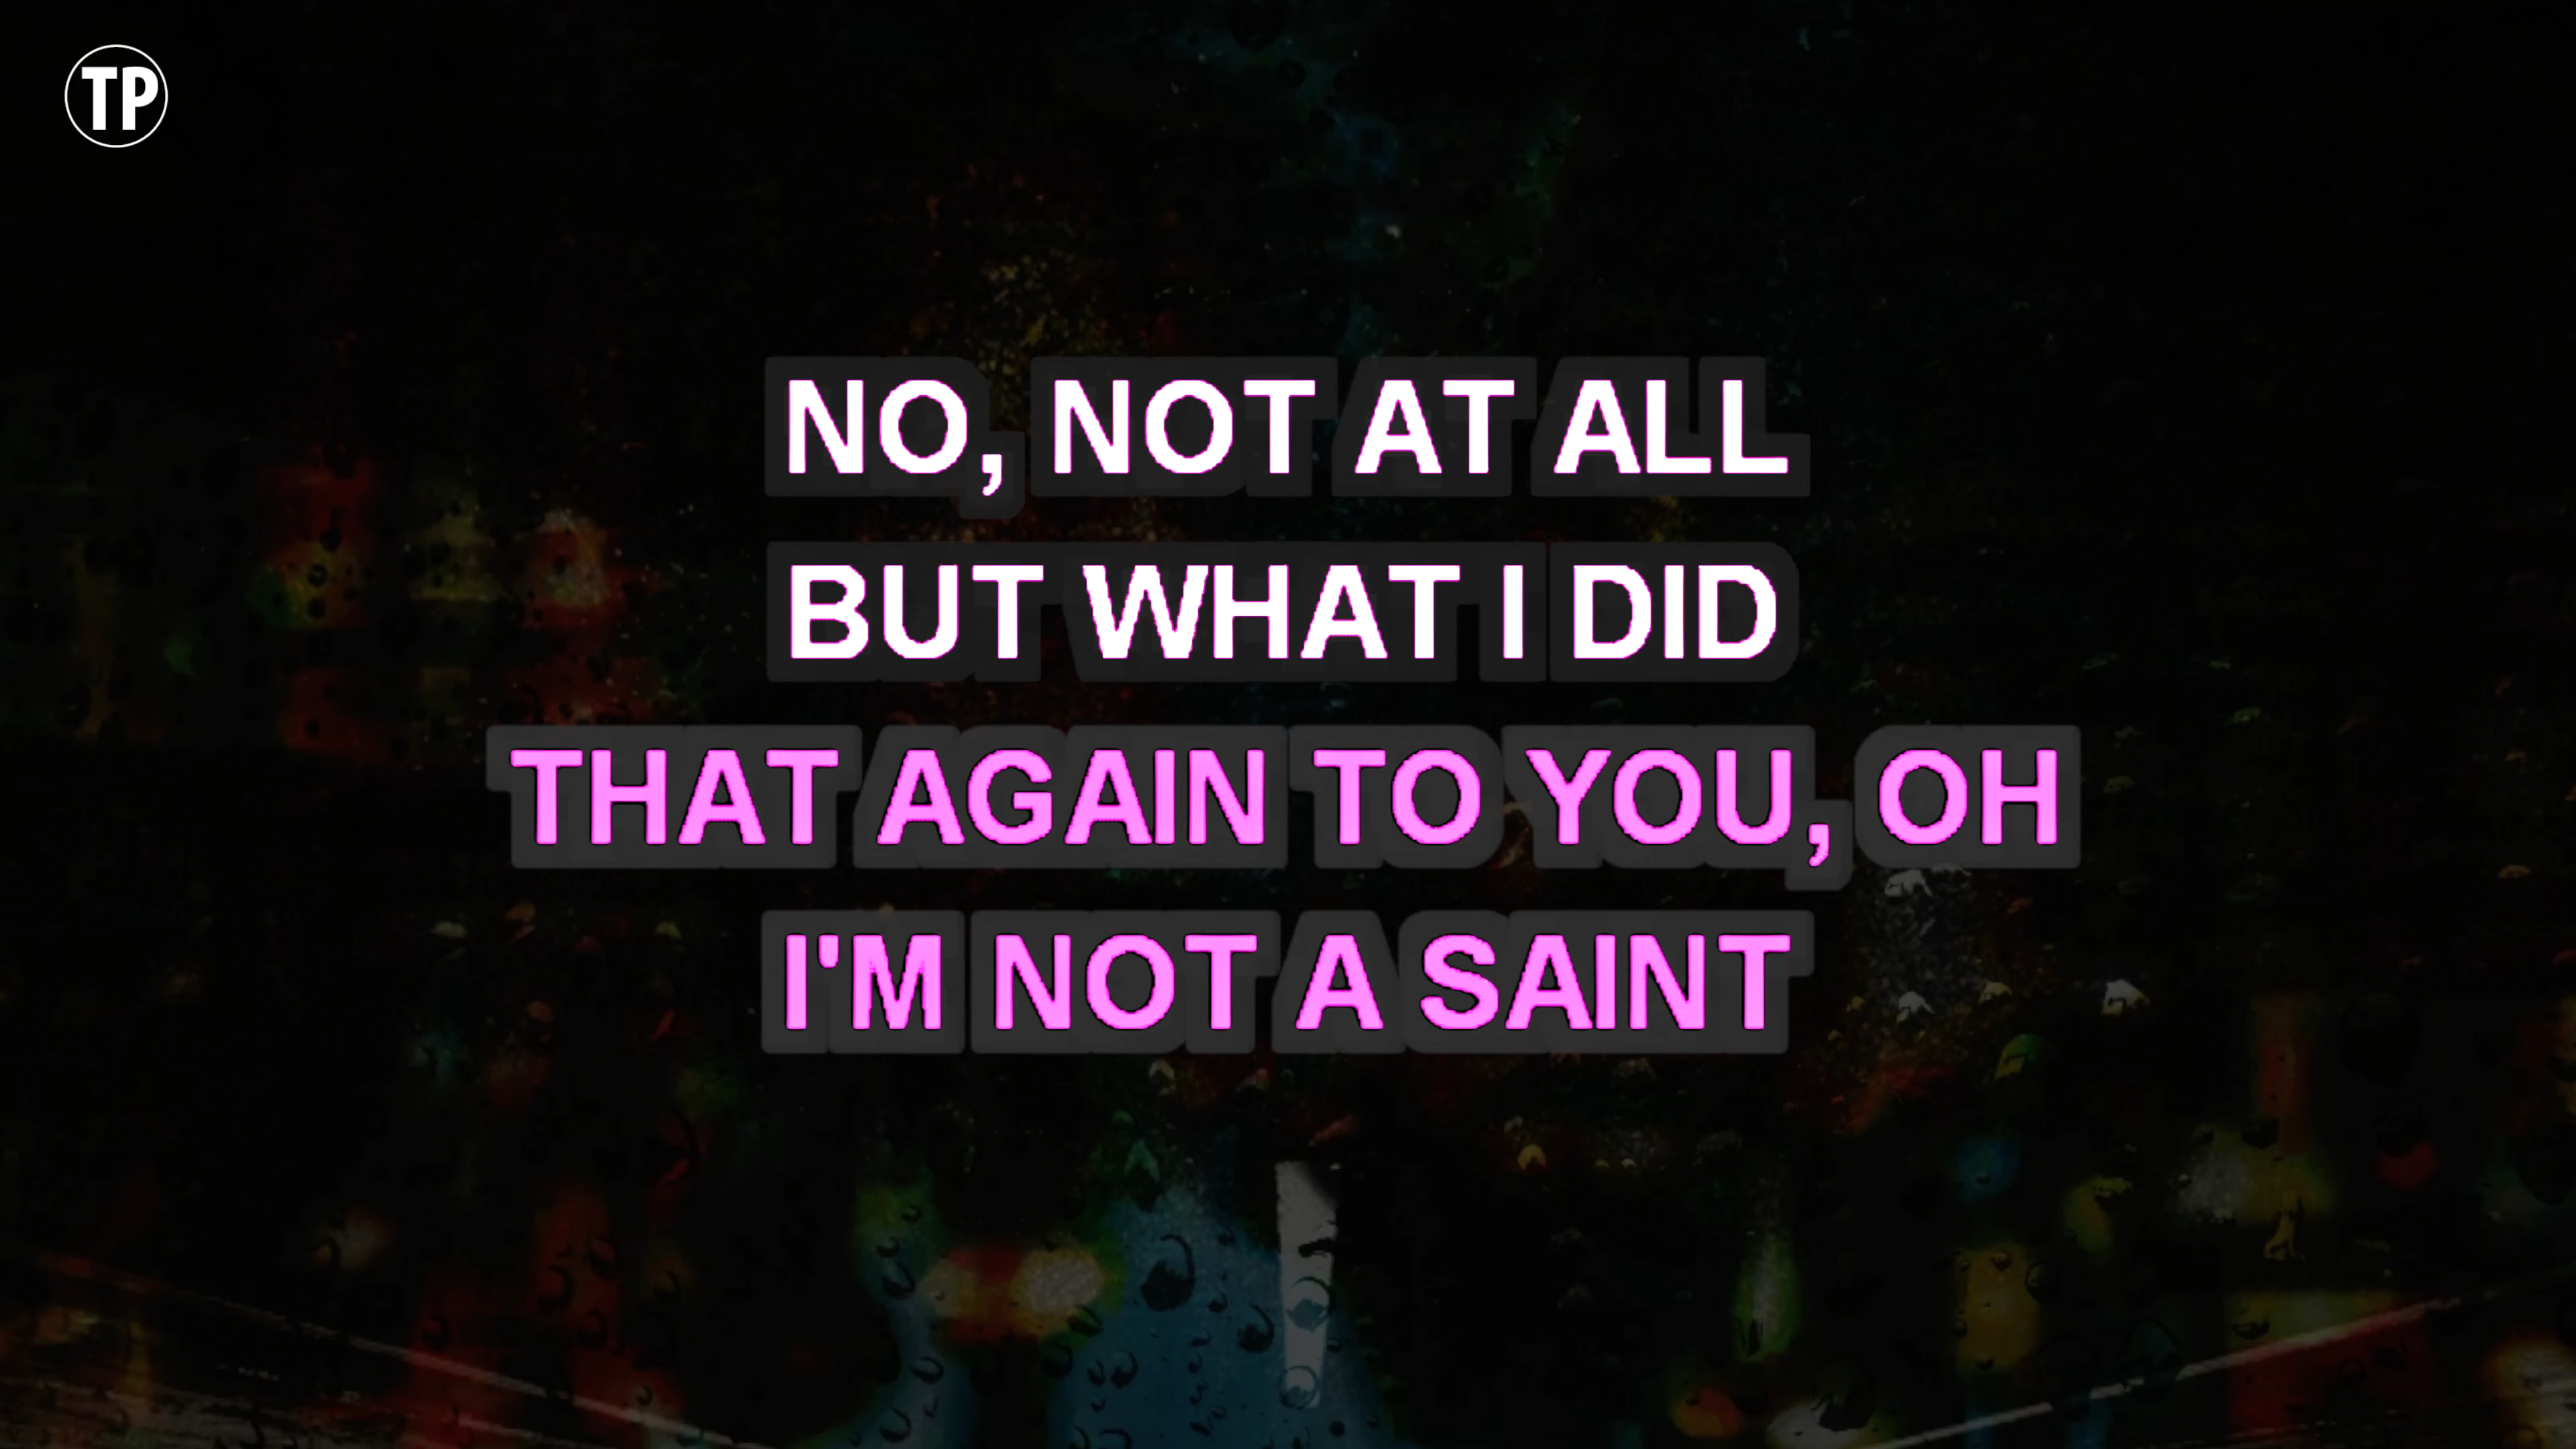 TP
NO, NOT AT ALL
BUT WHAT I DID
THAT AGAIN TO YOU, OH
I'M NOT A SAINT